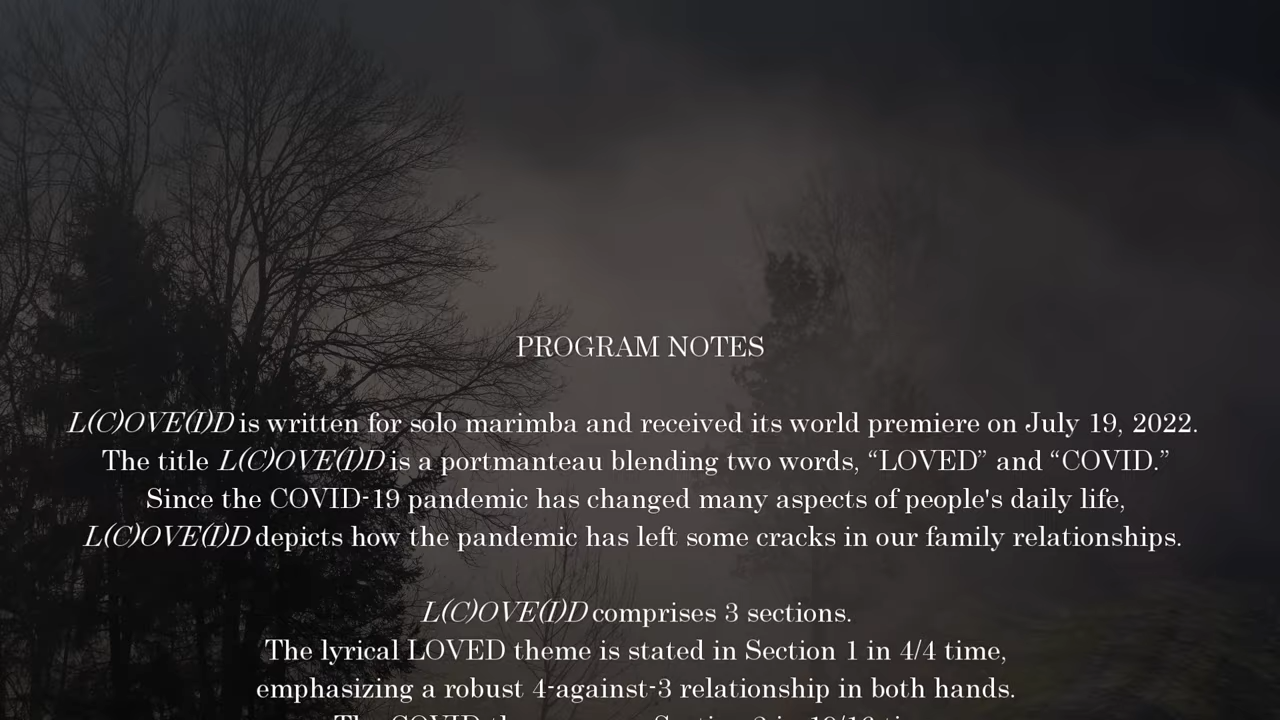 PROGRAM NOTES
L(C)OVE(I)D is written for solo marimba and received its world premiere on July 19, 2022.
The title L(C)OVE(I)D is a portmanteau blending two words, “LOVED” and “COVID.”
Since the COVID-19 pandemic has changed many aspects of people's daily life,
L(C)OVE(I)D depicts how the pandemic has left some cracks in our family relationships.
L(C)OVE(I)D comprises 3 sections.
The lyrical LOVED theme is stated in Section 1 in 4/4 time,
emphasizing a robust 4-against-3 relationship in both hands.
The COVID